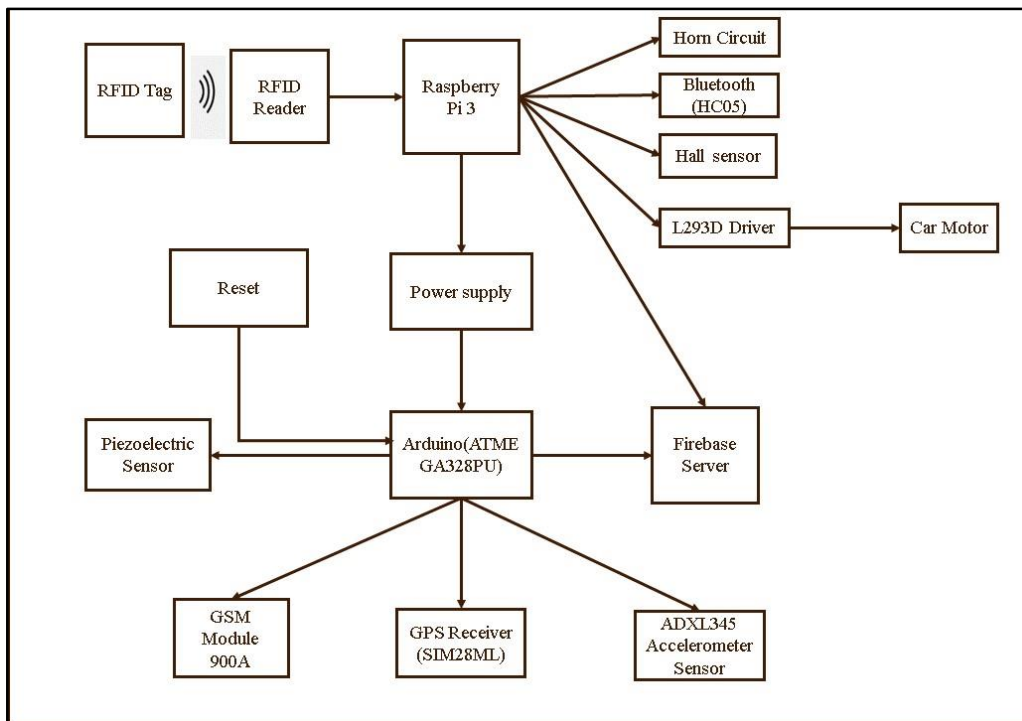 RFID Tag
RFID
Reader
Raspberry
Pi 3
Horn Circuit
Bluetooth
(HC05)
Hall sensor
L293D Driver
Car Motor
Reset
Power supply
Piezoelectric
Sensor
Arduino(ATME
GA328PU)
Firebase
Server
GSM
Module
900A
GPS Receiver
(SIM28ML)
ADXL345
Accelerometer
Sensor